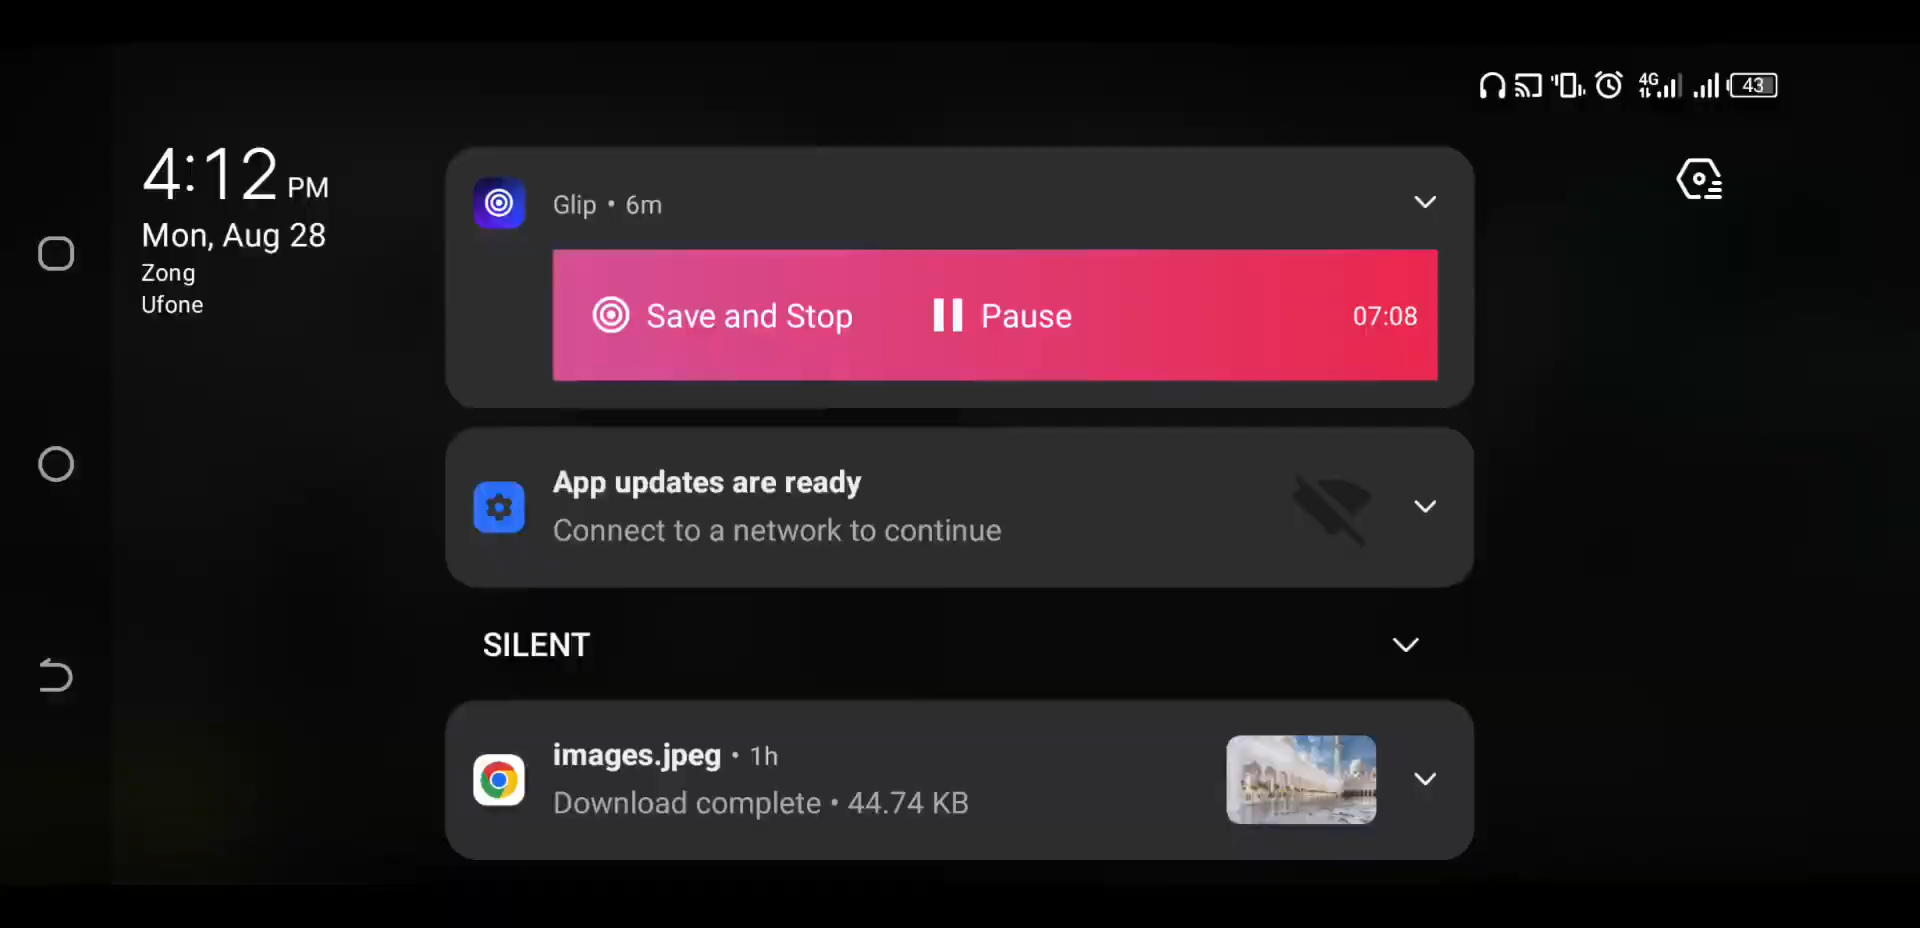 4G 43
4:12 PM
Mon, Aug 28
Zong
Ufone
Glip • 6m
Save and Stop Pause 07:08
App updates are ready
Connect to a network to continue
SILENT
images.jpeg • 1h
Download complete • 44.74 KB